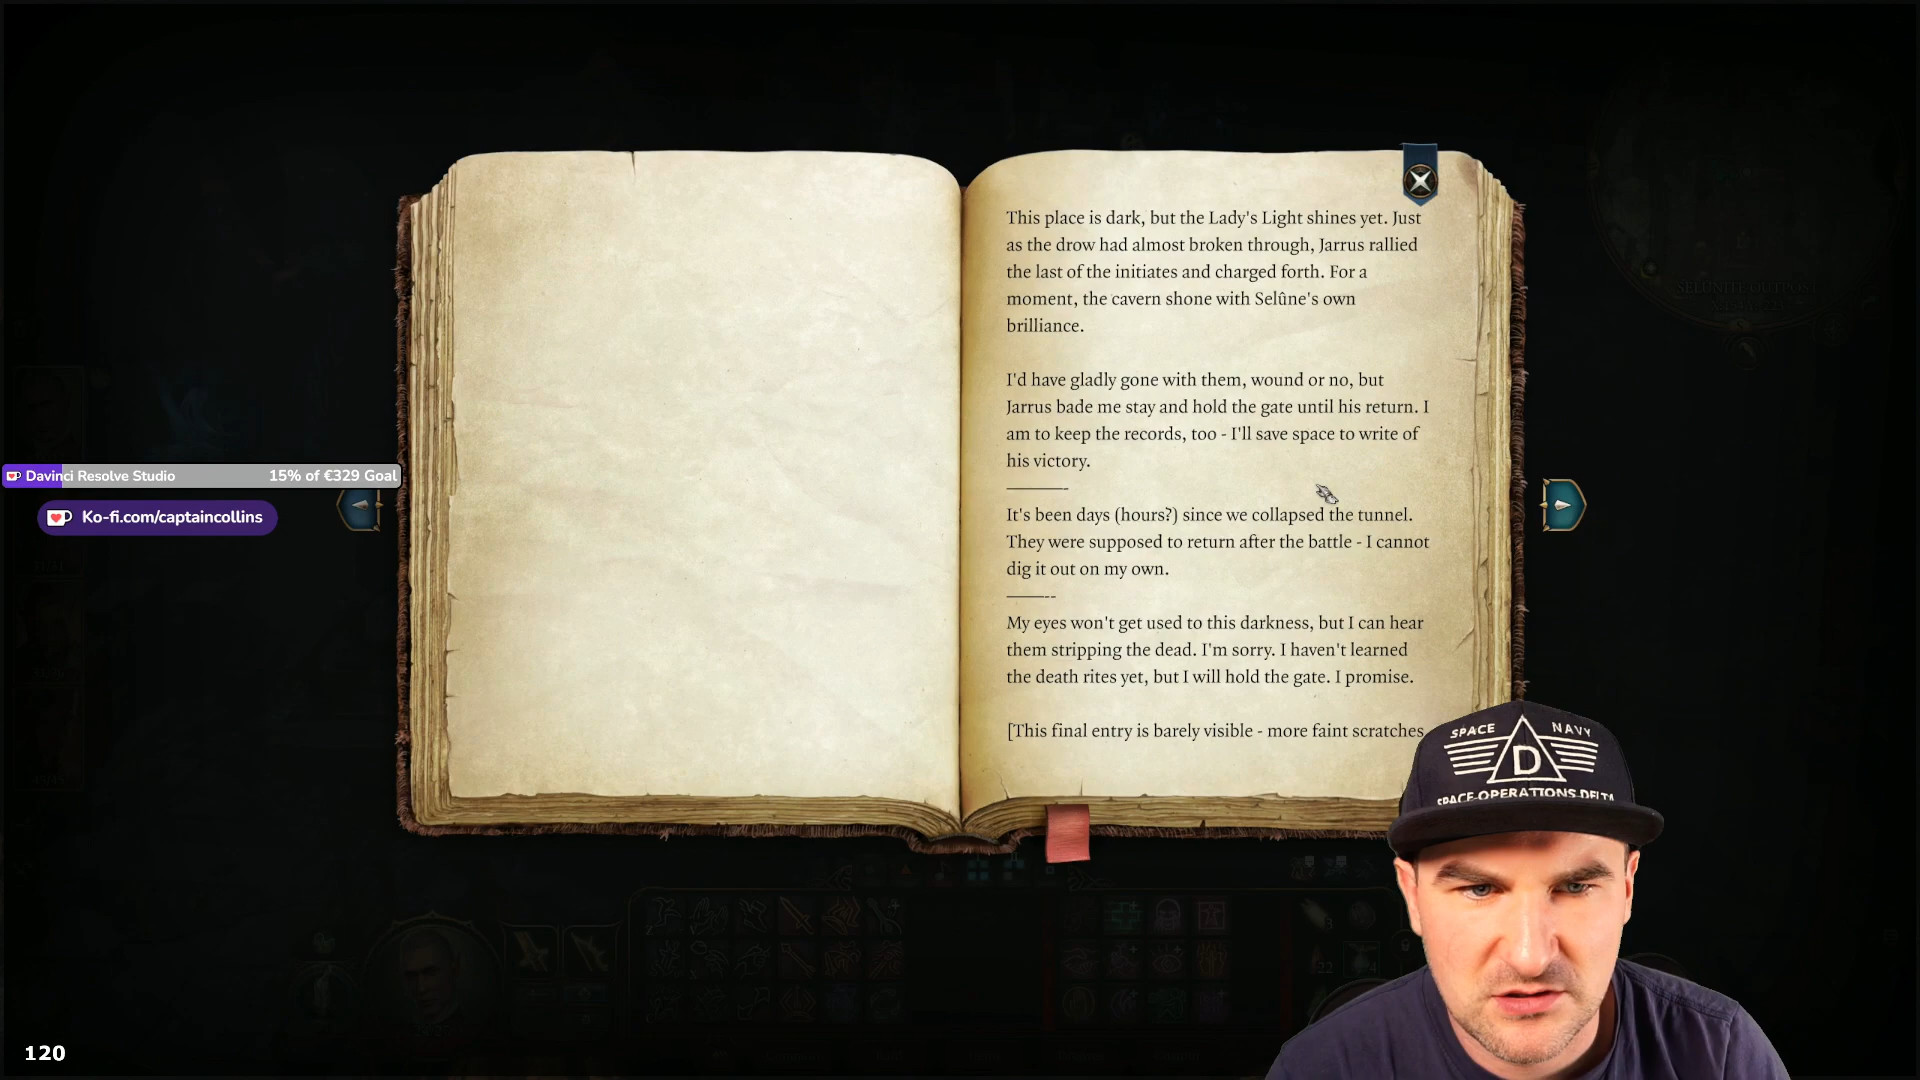 This place is dark, but the Lady's Light shines yet. Just
as the drow had almost broken through, Jarrus rallied
the last of the initiates and charged forth. For a
moment, the cavern shone with Selûne's own
brilliance.
I'd have gladly gone with them, wound or no, but
Jarrus bade me stay and hold the gate until his return. I
am to keep the records, too - I'll save space to write of
his victory.
It's been days (hours?) since we collapsed the tunnel.
They were supposed to return after the battle - I cannot
dig it out on my own.
My eyes won't get used to this darkness, but I can hear
them stripping the dead. I'm sorry. I haven't learned
the death rites yet, but I will hold the gate. I promise.
[This final entry is barely visible - more faint scratches
SELÛNITE OUTPOST
Davinci Resolve Studio 15% of €329 Goal
Ko-fi.com/captaincollins
SPACE NAVY
D
SPACE OPERATIONS DELTA
120